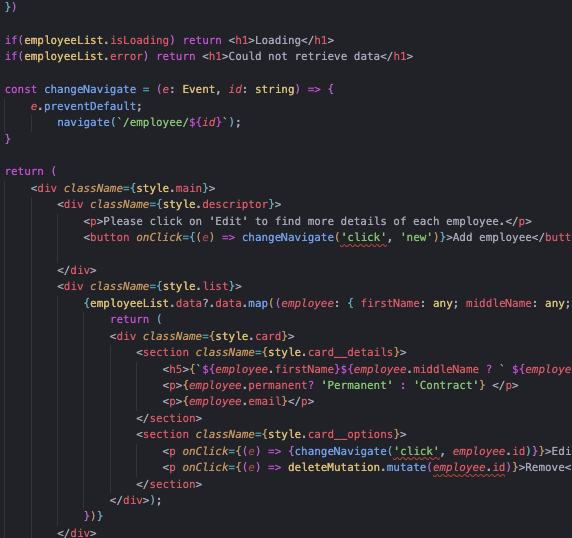 })
if(employeeList.isLoading) return <h1>Loading</h1>
if(employeeList.error) return <h1>Could not retrieve data</h1>
const changeNavigate = (e: Event, id: string) => {
e.preventDefault;
navigate(`/employee/${id}`);
}
return (
<div className={style.main}>
<div className={style.descriptor}>
<p>Please click on 'Edit' to find more details of each employee.</p>
<button onClick={(e) => changeNavigate('click', 'new')}>Add employee</butt
</div>
<div className={style.list}>
{employeeList.data?.data.map((employee: { firstName: any; middleName: any;
return (
<div className={style.card}>
<section className={style.card__details}>
<h5>{`${employee.firstName}${employee.middleName ? ` ${employe
<p>{employee.permanent? 'Permanent' : 'Contract'} </p>
<p>{employee.email}</p>
</section>
<section className={style.card__options}>
<p onClick={(e) => {changeNavigate('click', employee.id)}}>Edi
<p onClick={(e) => deleteMutation.mutate(employee.id)}>Remove<
</section>
</div>);
})}
</div>